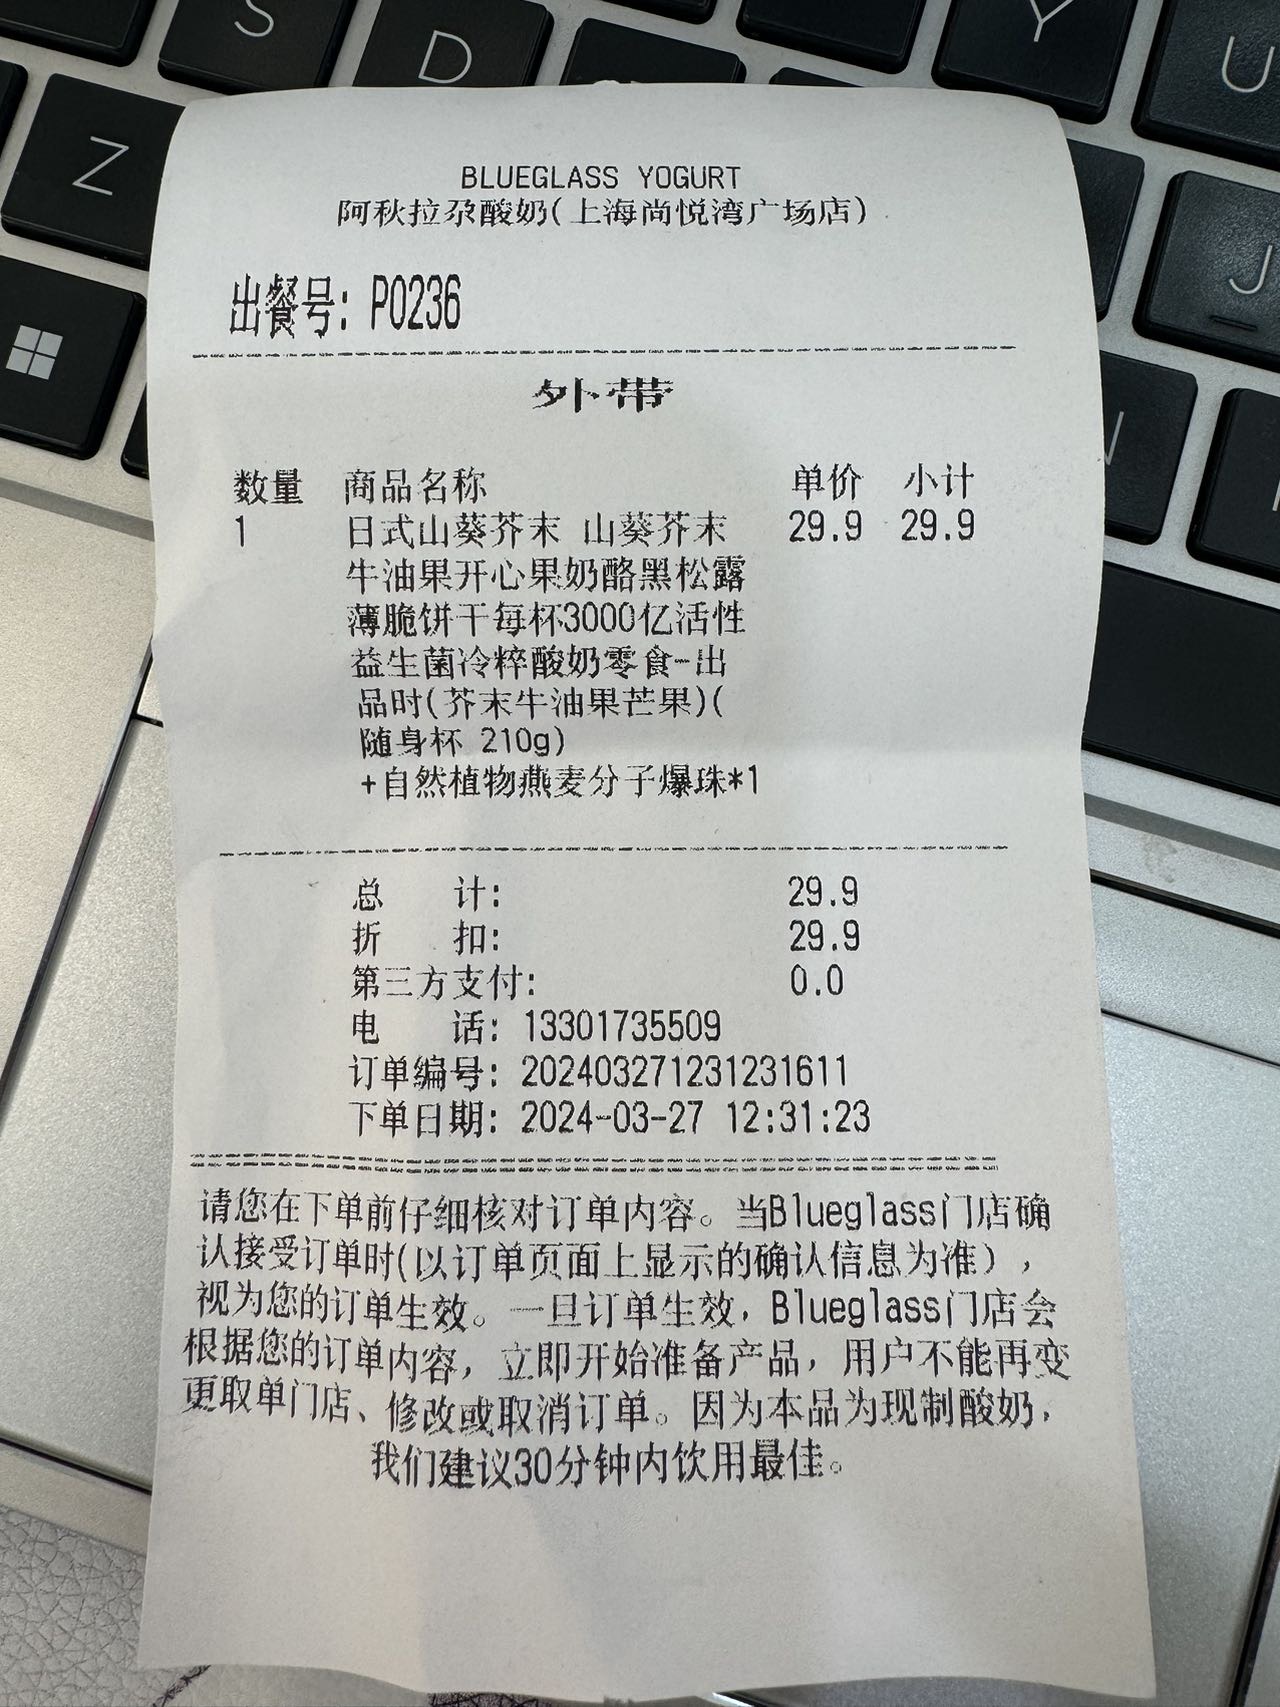 S
D
Y
U
Z
J
N
BLUEGLASS YOGURT
阿秋拉尕酸奶(上海尚悦湾广场店)
出餐号: P0236
外带
数量 商品名称 单价 小计
1 日式山葵芥末 山葵芥末 29.9 29.9
牛油果开心果奶酪黑松露
薄脆饼干每杯3000亿活性
益生菌冷粹酸奶零食-出
品时(芥末牛油果芒果)(
随身杯 210g)
+自然植物燕麦分子爆珠*1
总 计: 29.9
折 扣: 29.9
第三方支付: 0.0
电 话: 13301735509
订单编号: 202403271231231611
下单日期: 2024-03-27 12:31:23
请您在下单前仔细核对订单内容。当Blueglass门店确
认接受订单时(以订单页面上显示的确认信息为准),
视为您的订单生效。一旦订单生效,Blueglass门店会
根据您的订单内容,立即开始准备产品,用户不能再变
更取单门店、修改或取消订单。因为本品为现制酸奶,
我们建议30分钟内饮用最佳。